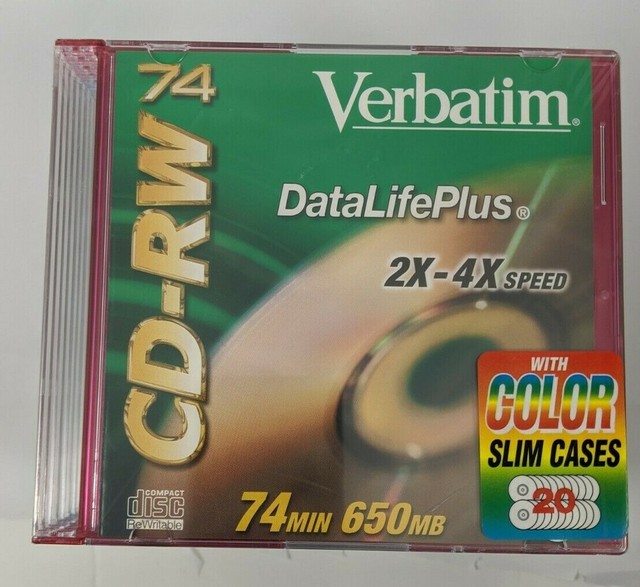 CD-RW 74
Verbatim®
DataLifePlus®
2X-4X SPEED
WITH
COLOR
SLIM CASES
20
COMPACT
disc
ReWritable
74MIN 650MB